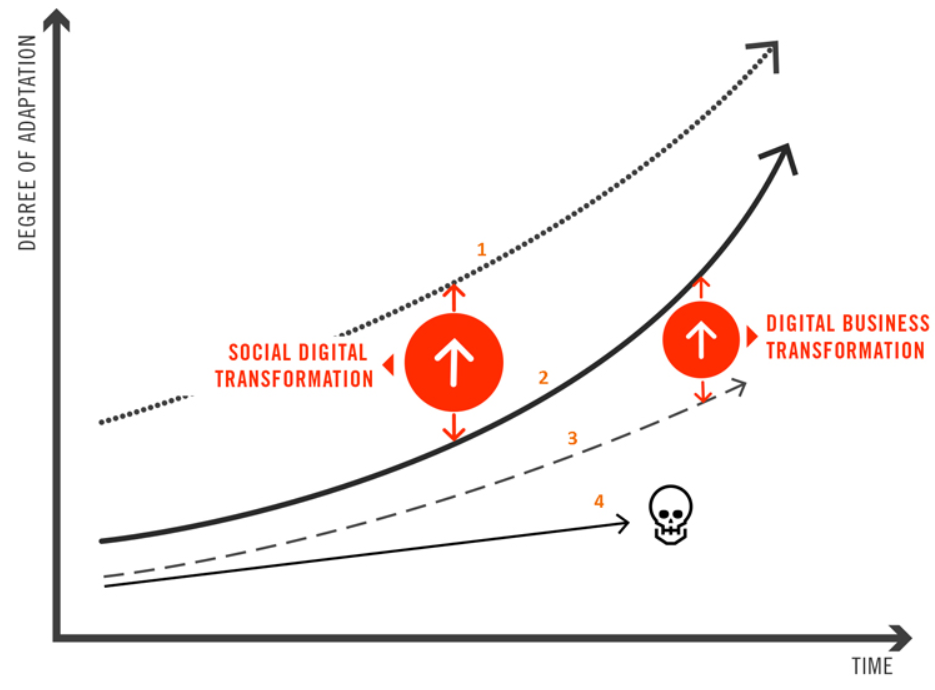 DEGREE OF ADAPTATION
1
SOCIAL DIGITAL
TRANSFORMATION
DIGITAL BUSINESS
TRANSFORMATION
2
3
4
TIME